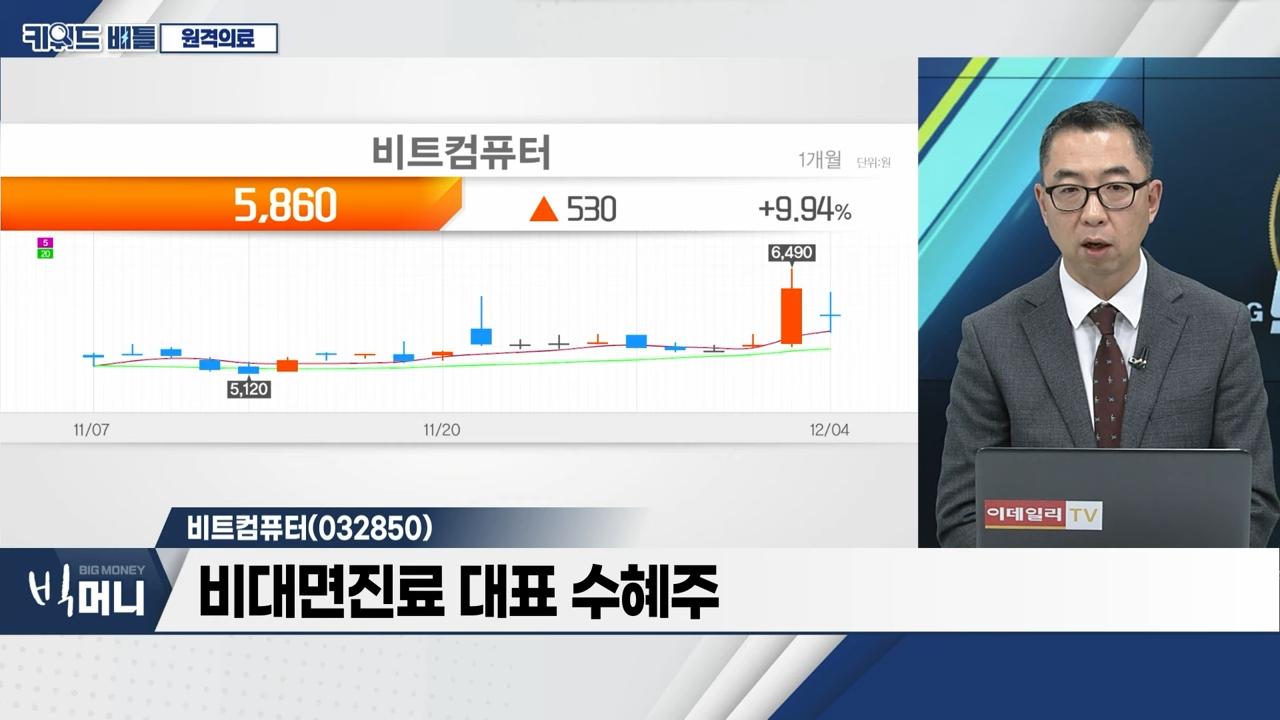 키워드 배틀 원격의료
비트컴퓨터
1개월 단위:원
5,860 ▲ 530 +9.94%
5
20
6,490
5,120
11/07 11/20 12/04
G
이데일리 TV
비트컴퓨터(032850)
BIG MONEY
빅머니
비대면진료 대표 수혜주